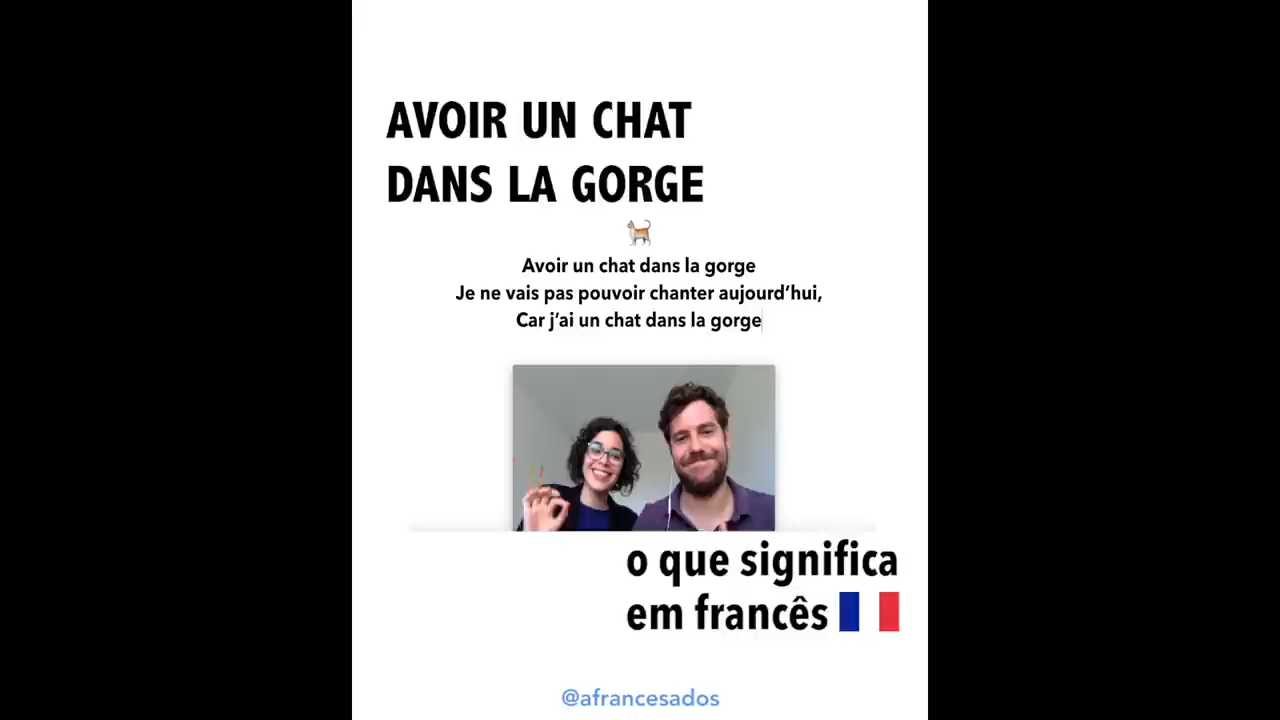 AVOIR UN CHAT
DANS LA GORGE
Avoir un chat dans la gorge
Je ne vais pas pouvoir chanter aujourd’hui,
Car j’ai un chat dans la gorge
o que significa
em francês
@afrancesados